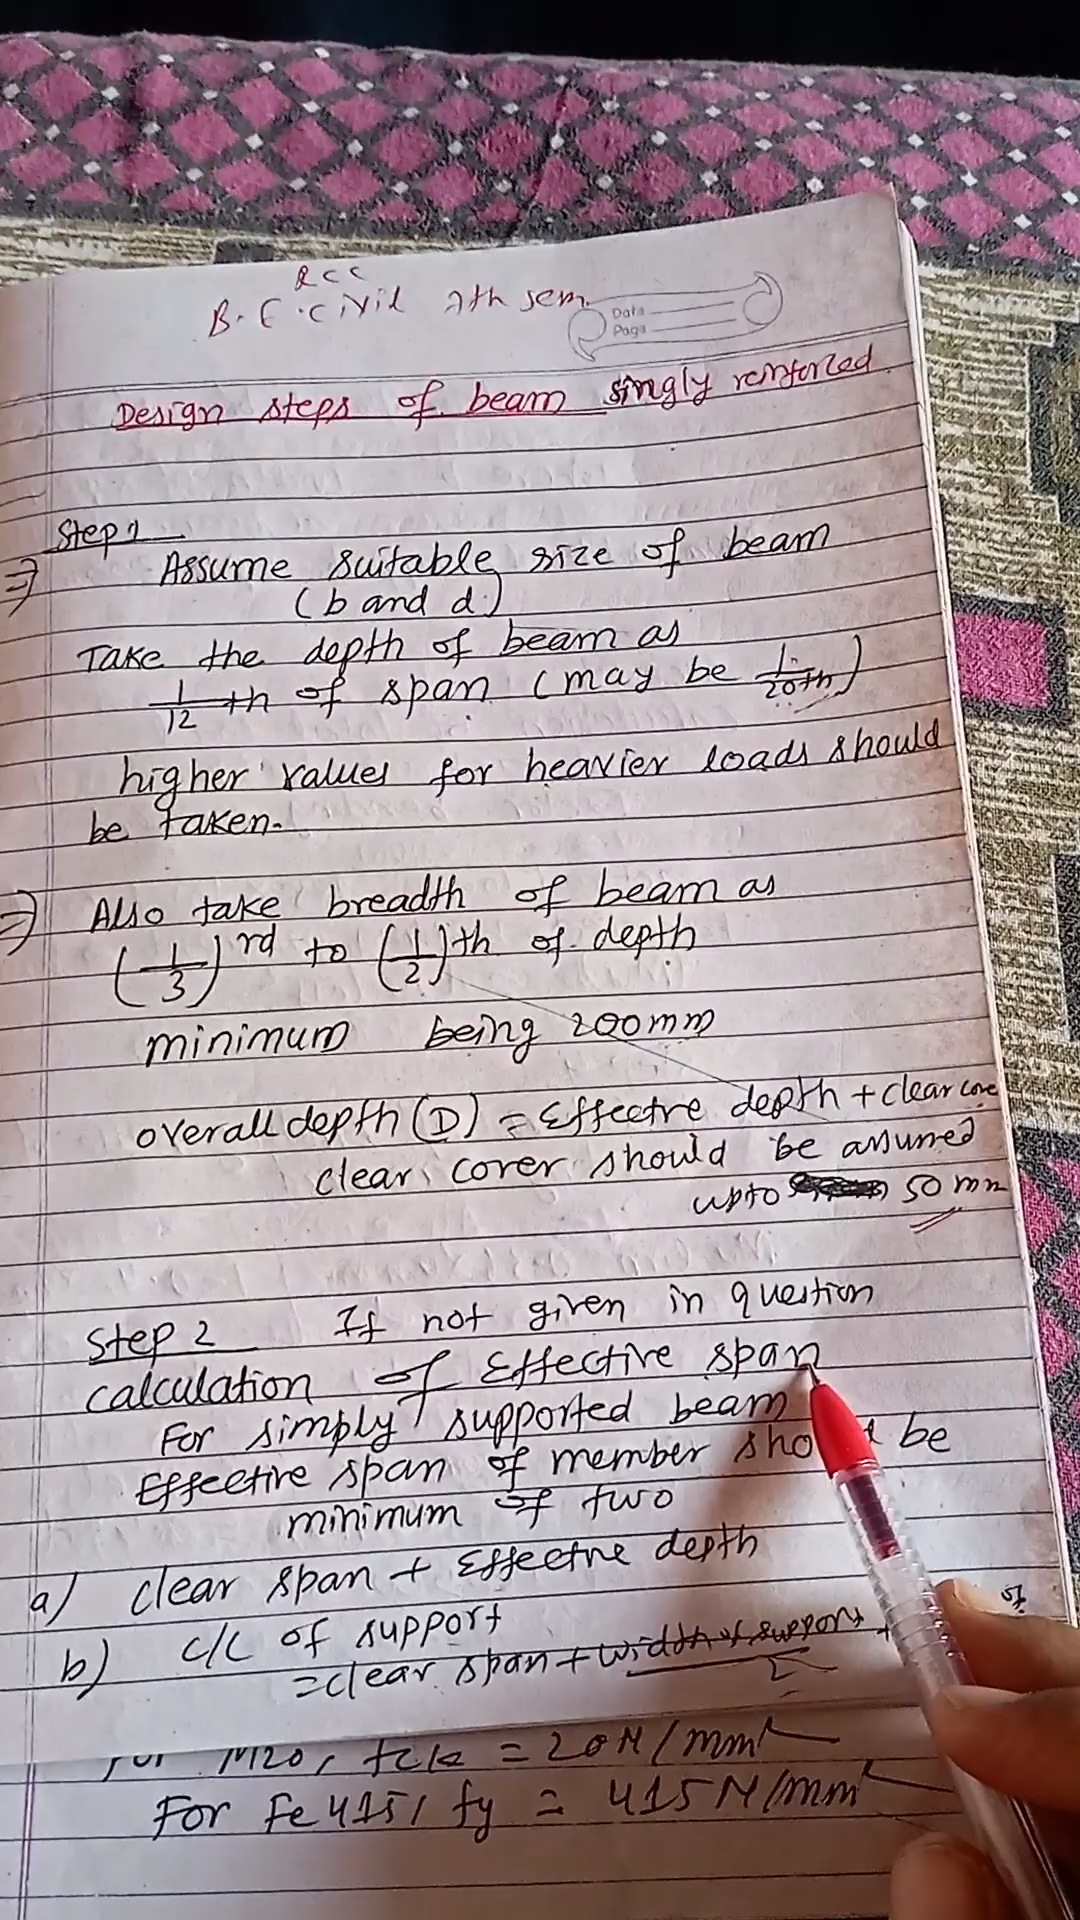 RCC
B.E.civil 7th sem.
Data
Page
Design steps of beam singly reinforced.
Step 1
⇒ Assume suitable size of beam
(b and d)
Take the depth of beam as
1/12 th of span (may be 1/20th)
higher values for heavier loads should
be taken.
⇒ Also take breadth of beam as
(1/3)rd to (1/2)th of depth
minimum being 200mm
overall depth (D) = Effective depth + clear cove
clear cover should be assumed
upto 50 mm
Step 2 If not given in question
calculation of Effective span
For simply supported beam
Effective span of member sho be
minimum of two
a) clear span + Effective depth
b) c/c of support
= clear span + width of support
For M20, fck = 20N/mm²
For Fe415, fy = 415N/mm²